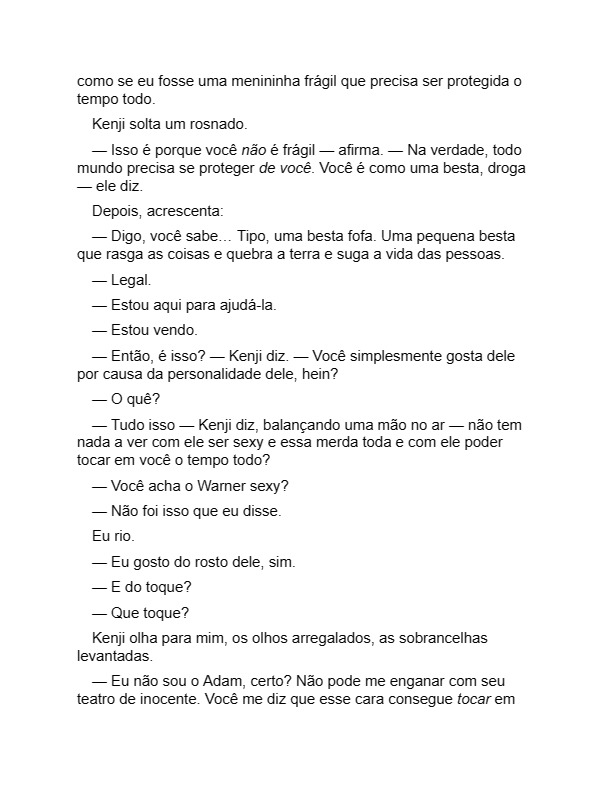 como se eu fosse uma menininha frágil que precisa ser protegida o
tempo todo.
Kenji solta um rosnado.
— Isso é porque você não é frágil — afirma. — Na verdade, todo
mundo precisa se proteger de você. Você é como uma besta, droga
— ele diz.
Depois, acrescenta:
— Digo, você sabe… Tipo, uma besta fofa. Uma pequena besta
que rasga as coisas e quebra a terra e suga a vida das pessoas.
— Legal.
— Estou aqui para ajudá-la.
— Estou vendo.
— Então, é isso? — Kenji diz. — Você simplesmente gosta dele
por causa da personalidade dele, hein?
— O quê?
— Tudo isso — Kenji diz, balançando uma mão no ar — não tem
nada a ver com ele ser sexy e essa merda toda e com ele poder
tocar em você o tempo todo?
— Você acha o Warner sexy?
— Não foi isso que eu disse.
Eu rio.
— Eu gosto do rosto dele, sim.
— E do toque?
— Que toque?
Kenji olha para mim, os olhos arregalados, as sobrancelhas
levantadas.
— Eu não sou o Adam, certo? Não pode me enganar com seu
teatro de inocente. Você me diz que esse cara consegue tocar em